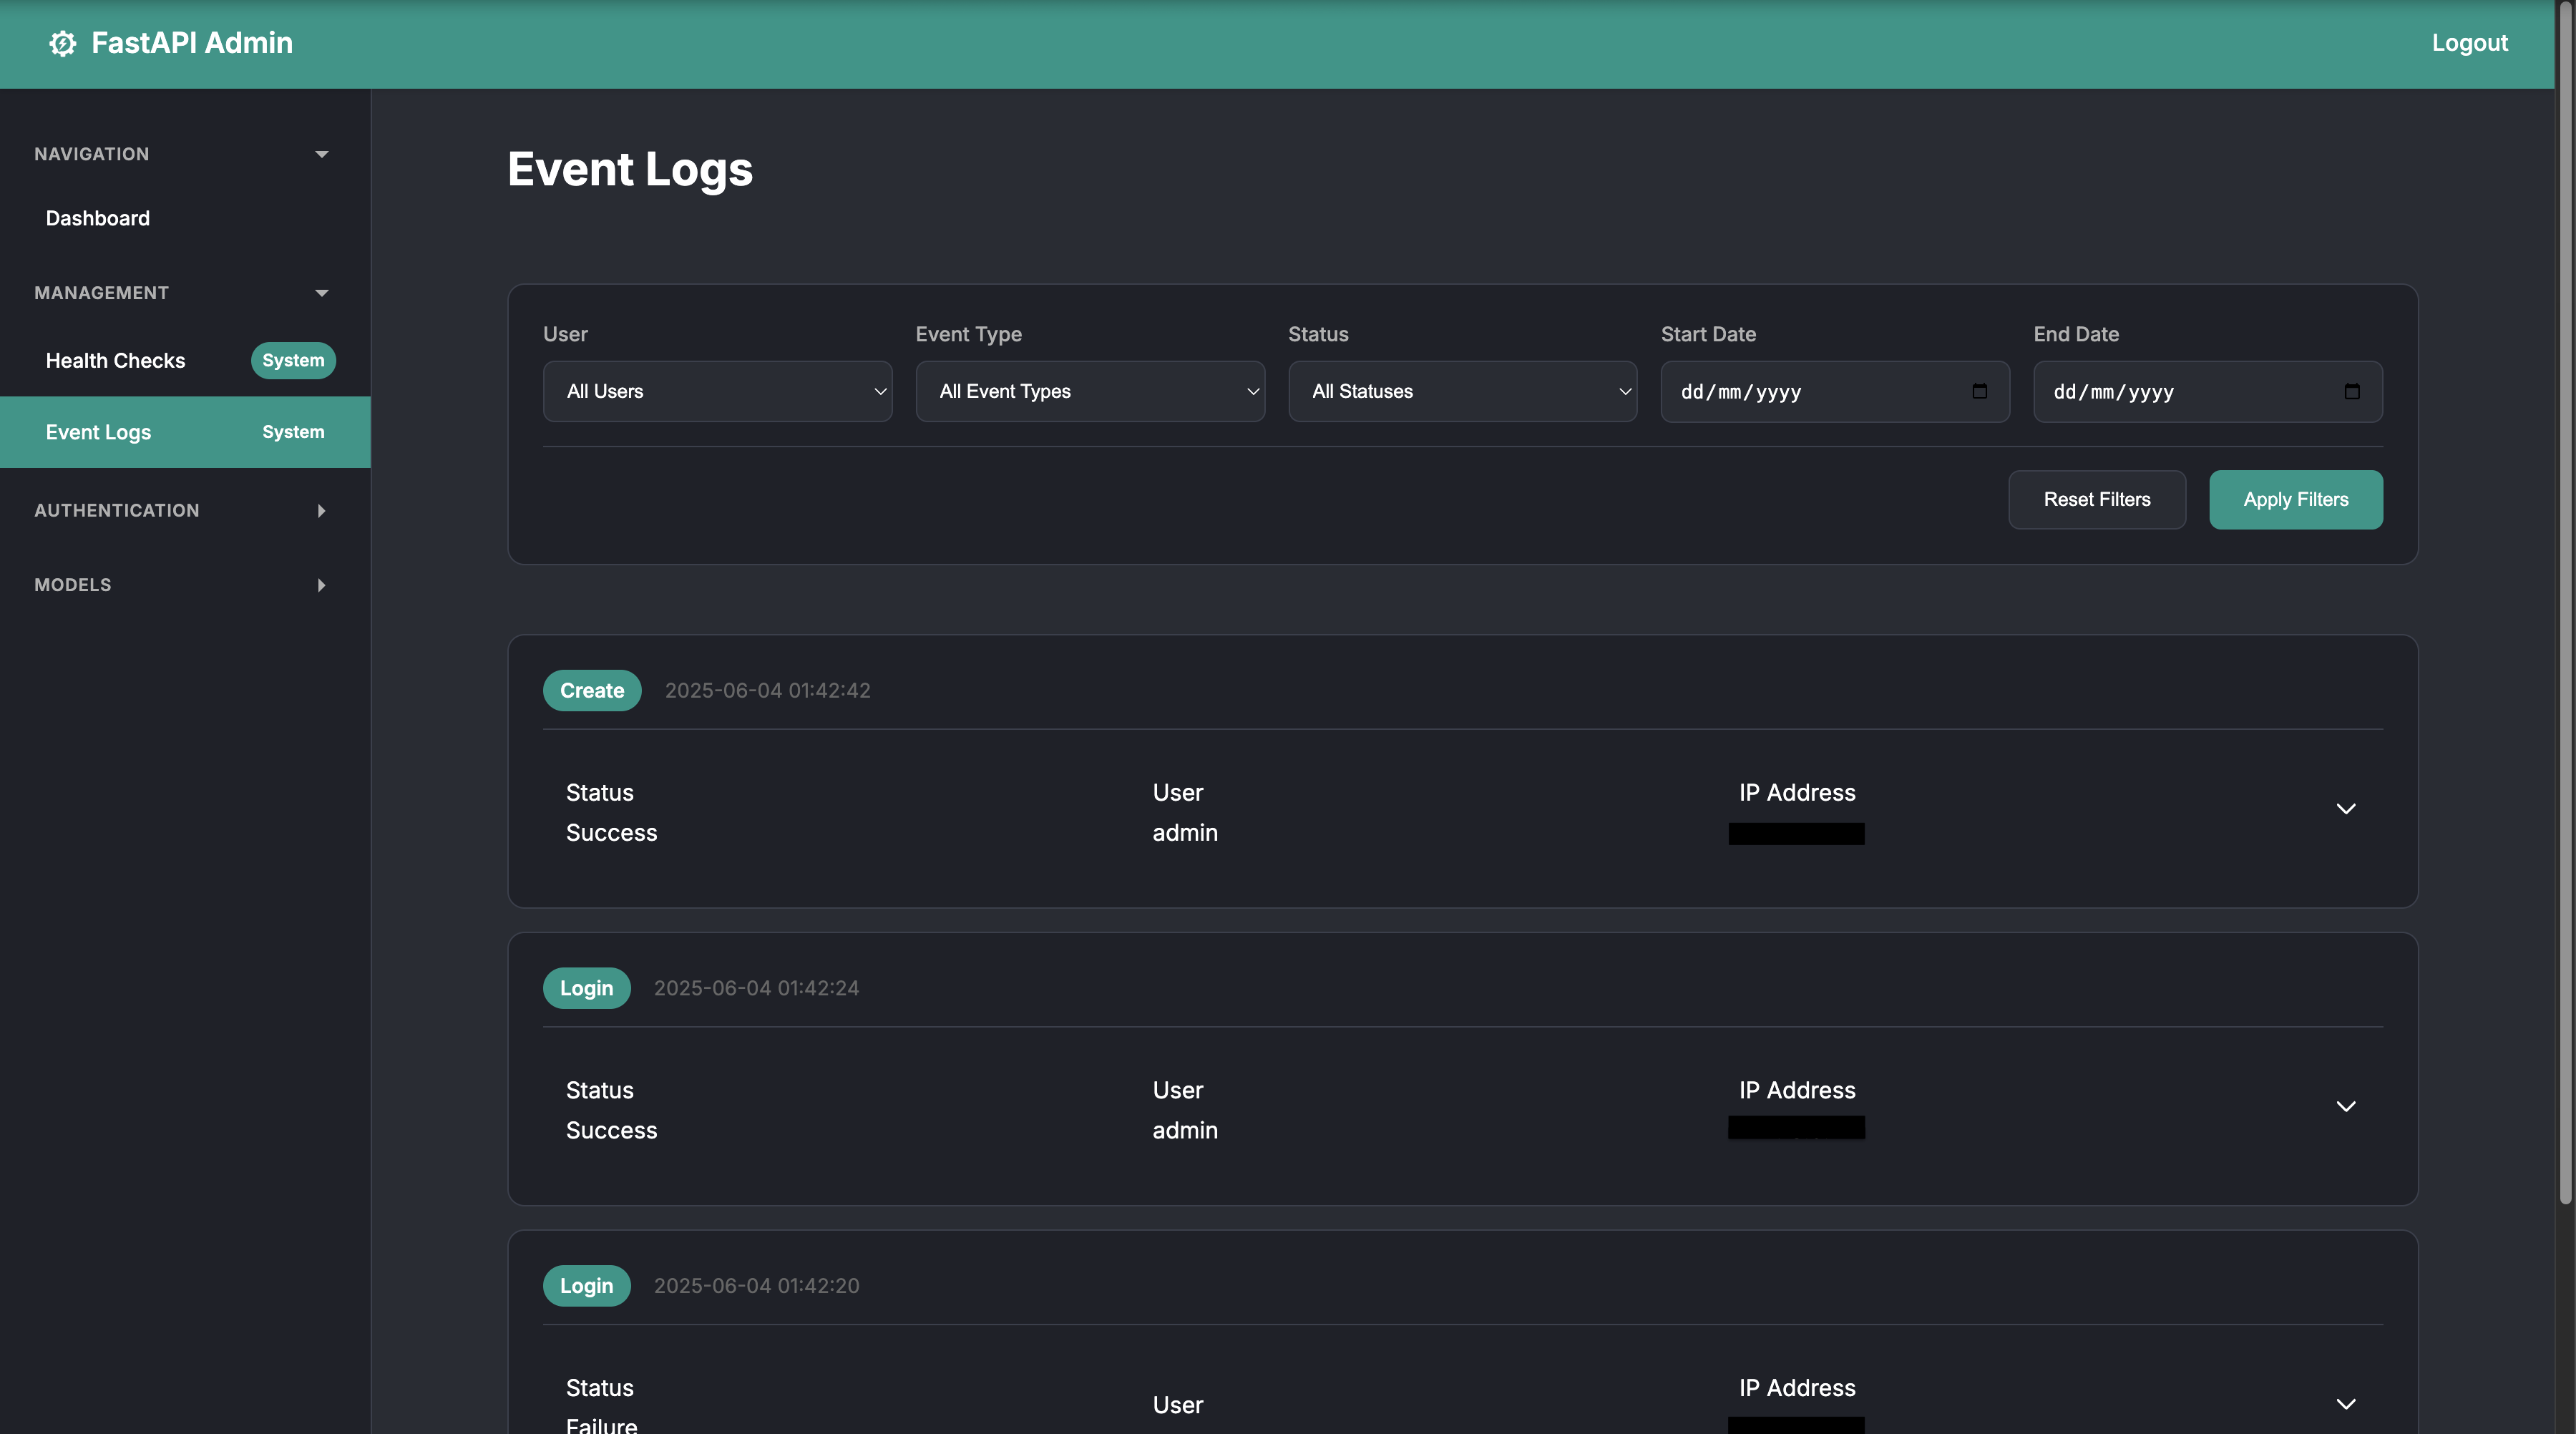 FastAPI Admin
Logout
NAVIGATION
Dashboard
MANAGEMENT
Health Checks System
Event Logs System
AUTHENTICATION
MODELS
Event Logs
User Event Type Status Start Date End Date
All Users All Event Types All Statuses dd/mm/yyyy dd/mm/yyyy
Reset Filters Apply Filters
Create 2025-06-04 01:42:42
Status User IP Address
Success admin
Login 2025-06-04 01:42:24
Status User IP Address
Success admin
Login 2025-06-04 01:42:20
Status User IP Address
Failure